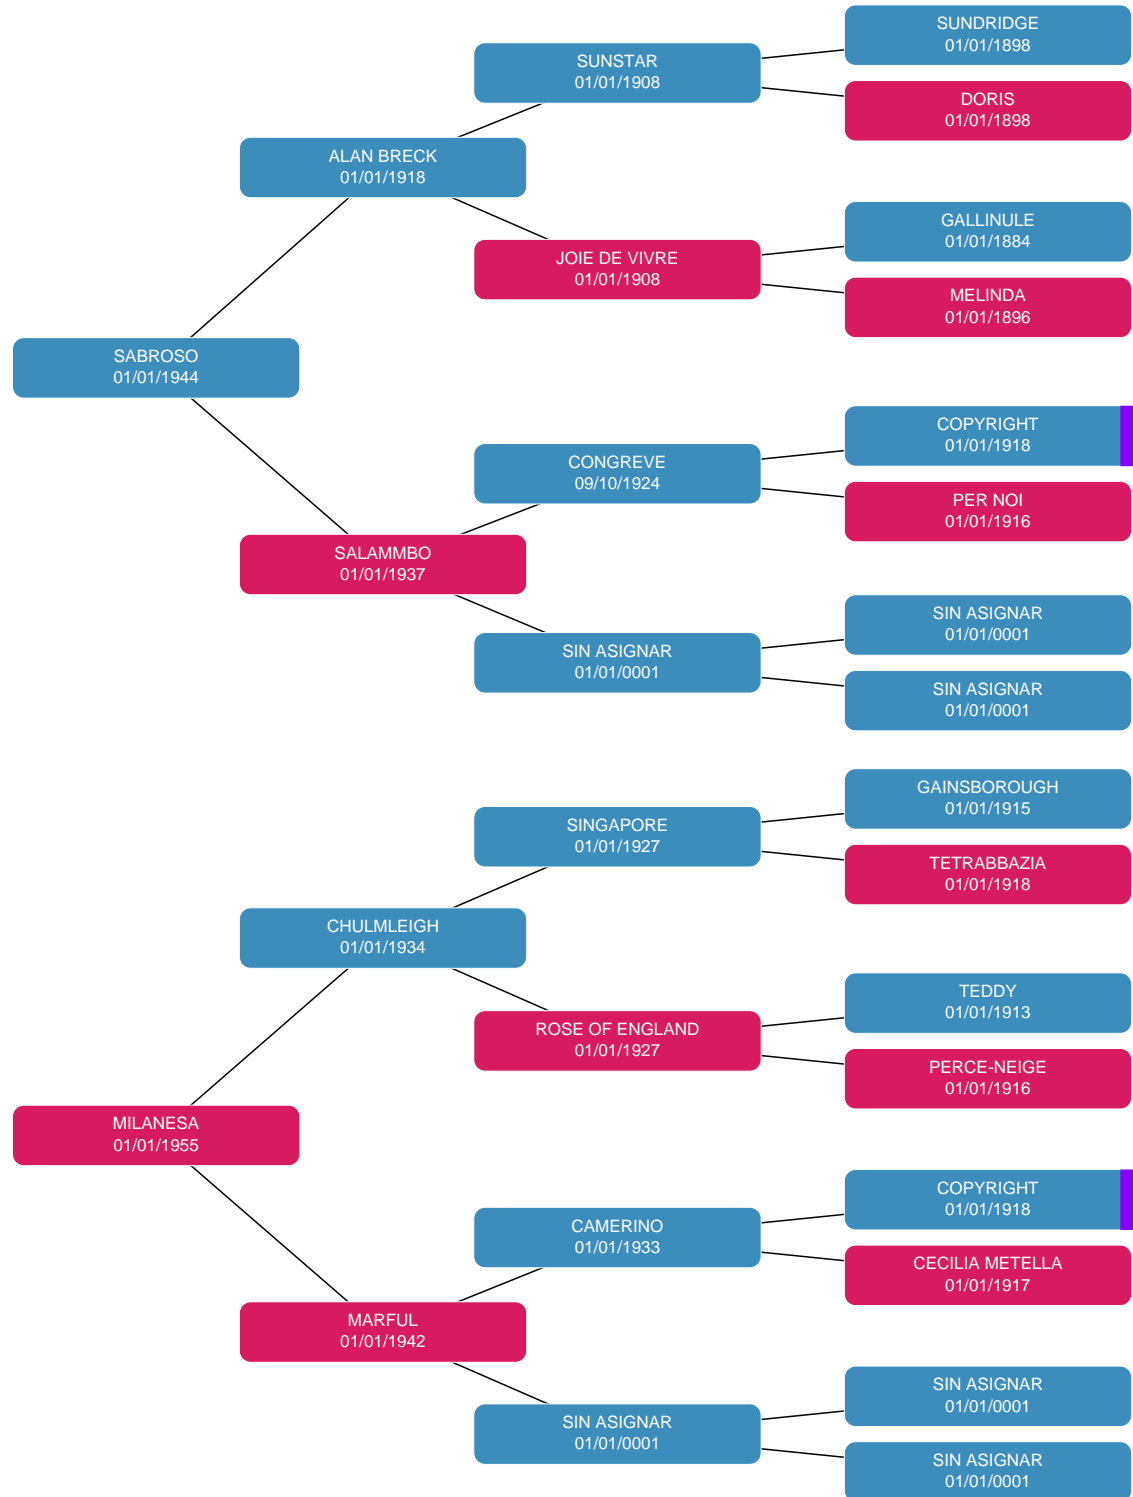 SUNDRIDGE
01/01/1898
SUNSTAR
01/01/1908
DORIS
01/01/1898
ALAN BRECK
01/01/1918
GALLINULE
01/01/1884
JOIE DE VIVRE
01/01/1908
MELINDA
01/01/1896
SABROSO
01/01/1944
COPYRIGHT
01/01/1918
CONGREVE
09/10/1924
PER NOI
01/01/1916
SALAMMBO
01/01/1937
SIN ASIGNAR
01/01/0001
SIN ASIGNAR
01/01/0001
SIN ASIGNAR
01/01/0001
GAINSBOROUGH
01/01/1915
SINGAPORE
01/01/1927
TETRABBAZIA
01/01/1918
CHULMLEIGH
01/01/1934
TEDDY
01/01/1913
ROSE OF ENGLAND
01/01/1927
PERCE-NEIGE
01/01/1916
MILANESA
01/01/1955
COPYRIGHT
01/01/1918
CAMERINO
01/01/1933
CECILIA METELLA
01/01/1917
MARFUL
01/01/1942
SIN ASIGNAR
01/01/0001
SIN ASIGNAR
01/01/0001
SIN ASIGNAR
01/01/0001